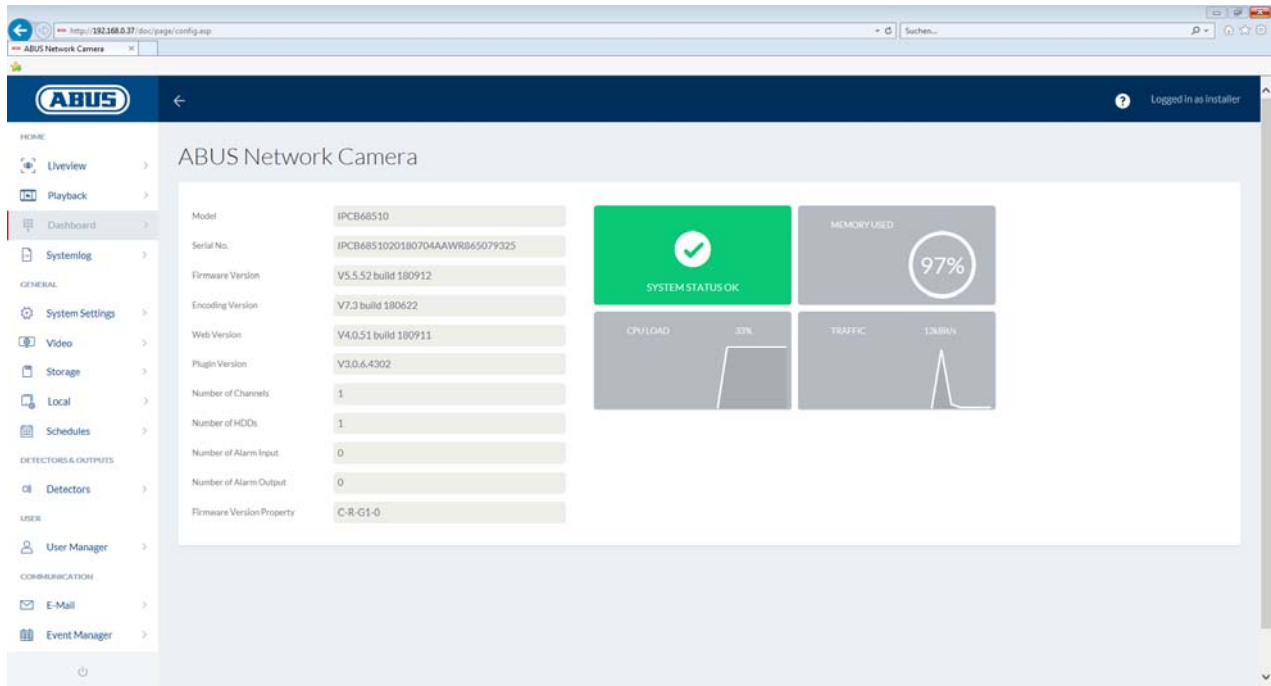 http://192.168.0.37/doc/page/config.asp
Suchen...
ABUS Network Camera
ABUS
?
Logged in as installer
HOME
Liveview
Playback
Dashboard
Systemlog
GENERAL
System Settings
Video
Storage
Local
Schedules
DETECTORS & OUTPUTS
Detectors
USER
User Manager
COMMUNICATION
E-Mail
Event Manager
ABUS Network Camera
Model IPCB68510
Serial No. IPCB6851020180704AAWR865079325
Firmware Version V5.5.52 build 180912
Encoding Version V7.3 build 180622
Web Version V4.0.51 build 180911
Plugin Version V3.0.6.4302
Number of Channels 1
Number of HDDs 1
Number of Alarm Input 0
Number of Alarm Output 0
Firmware Version Property C-R-G1-0
SYSTEM STATUS OK
MEMORY USED
97%
CPU LOAD 33%
TRAFFIC 12kBit/s